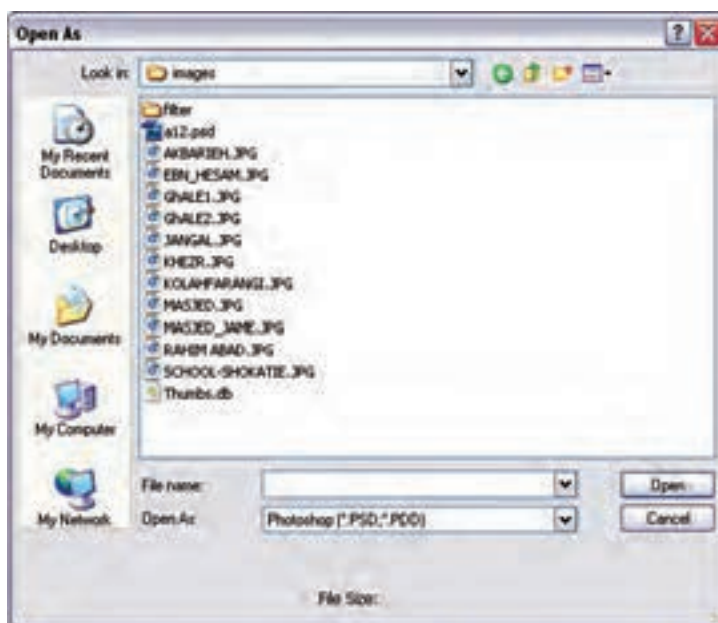 Open As
Look in: images
filter
a12.psd
AKBARIEH.JPG
EBN_HESAM.JPG
GhALE1.JPG
GhALE2.JPG
JANGAL.JPG
KHEZR.JPG
KOLAHFARANGI.JPG
MASJED.JPG
MASJED_JAME.JPG
RAHIM ABAD.JPG
SCHOOL-SHOKATIE.JPG
Thumbs.db
My Recent
Documents
Desktop
My Documents
My Computer
My Network
File name:
Open
Open As: Photoshop (*.PSD;*.PDD)
Cancel
File Size: